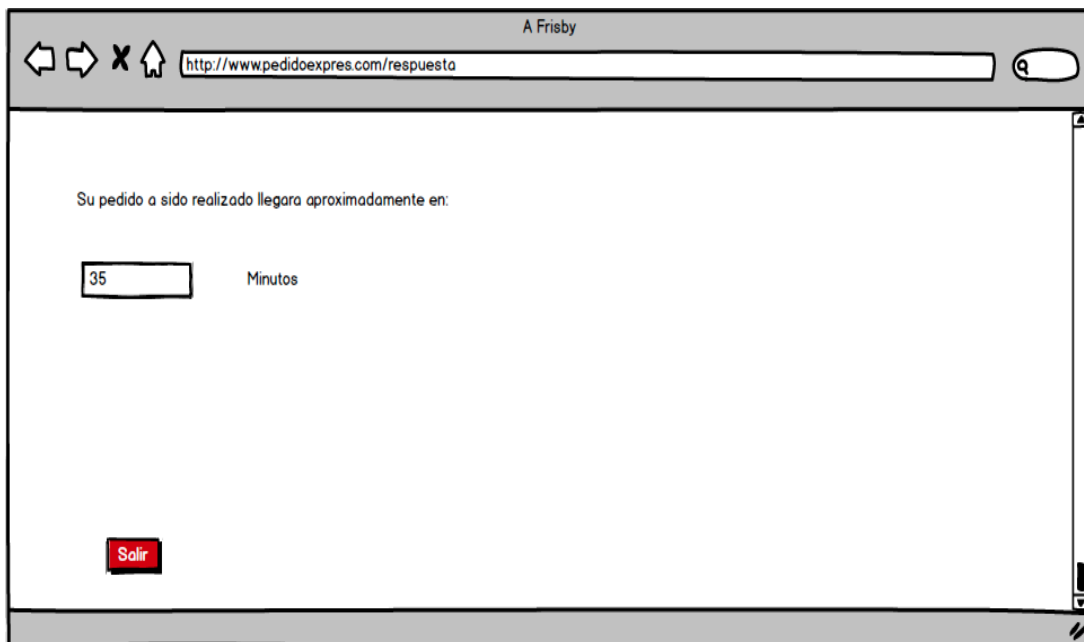 A Frisby
http://www.pedidoexpres.com/respuesta
Su pedido a sido realizado llegara aproximadamente en:
35 Minutos
Salir